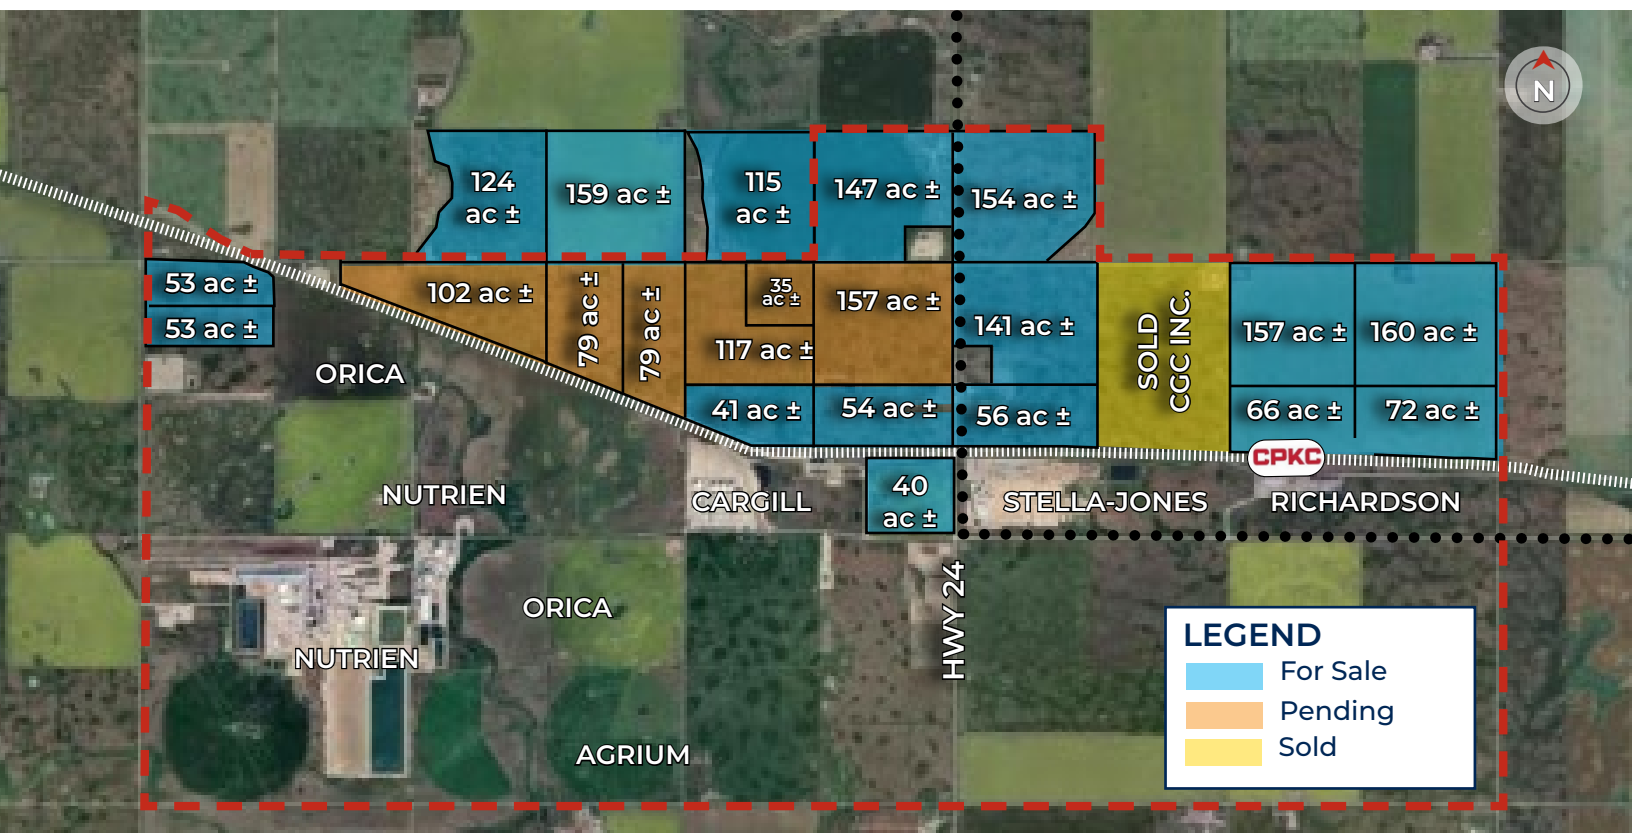 N
124
ac ±
159 ac ±
115
ac ±
147 ac ±
154 ac ±
53 ac ±
53 ac ±
102 ac ±
79 ac ±
79 ac ±
35
ac ±
117 ac ±
157 ac ±
141 ac ±
SOLD
CGC INC.
157 ac ±
160 ac ±
ORICA
41 ac ±
54 ac ±
56 ac ±
66 ac ±
72 ac ±
CPKC
NUTRIEN
CARGILL
40
ac ±
STELLA-JONES
RICHARDSON
ORICA
HWY 24
NUTRIEN
AGRIUM
LEGEND
For Sale
Pending
Sold